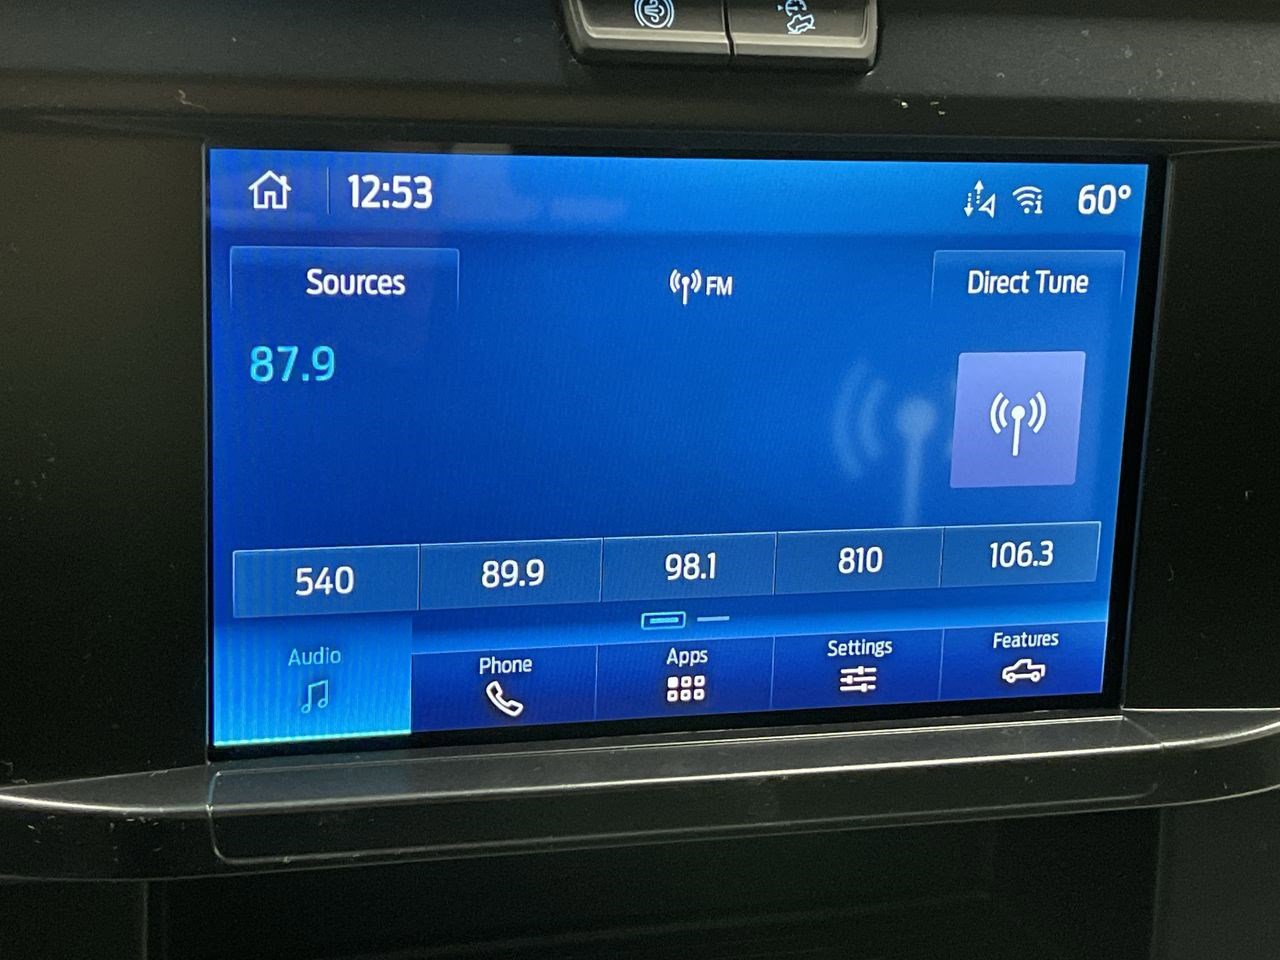 12:53
60°
Sources
FM
Direct Tune
87.9
540
89.9
98.1
810
106.3
Audio
Phone
Apps
Settings
Features